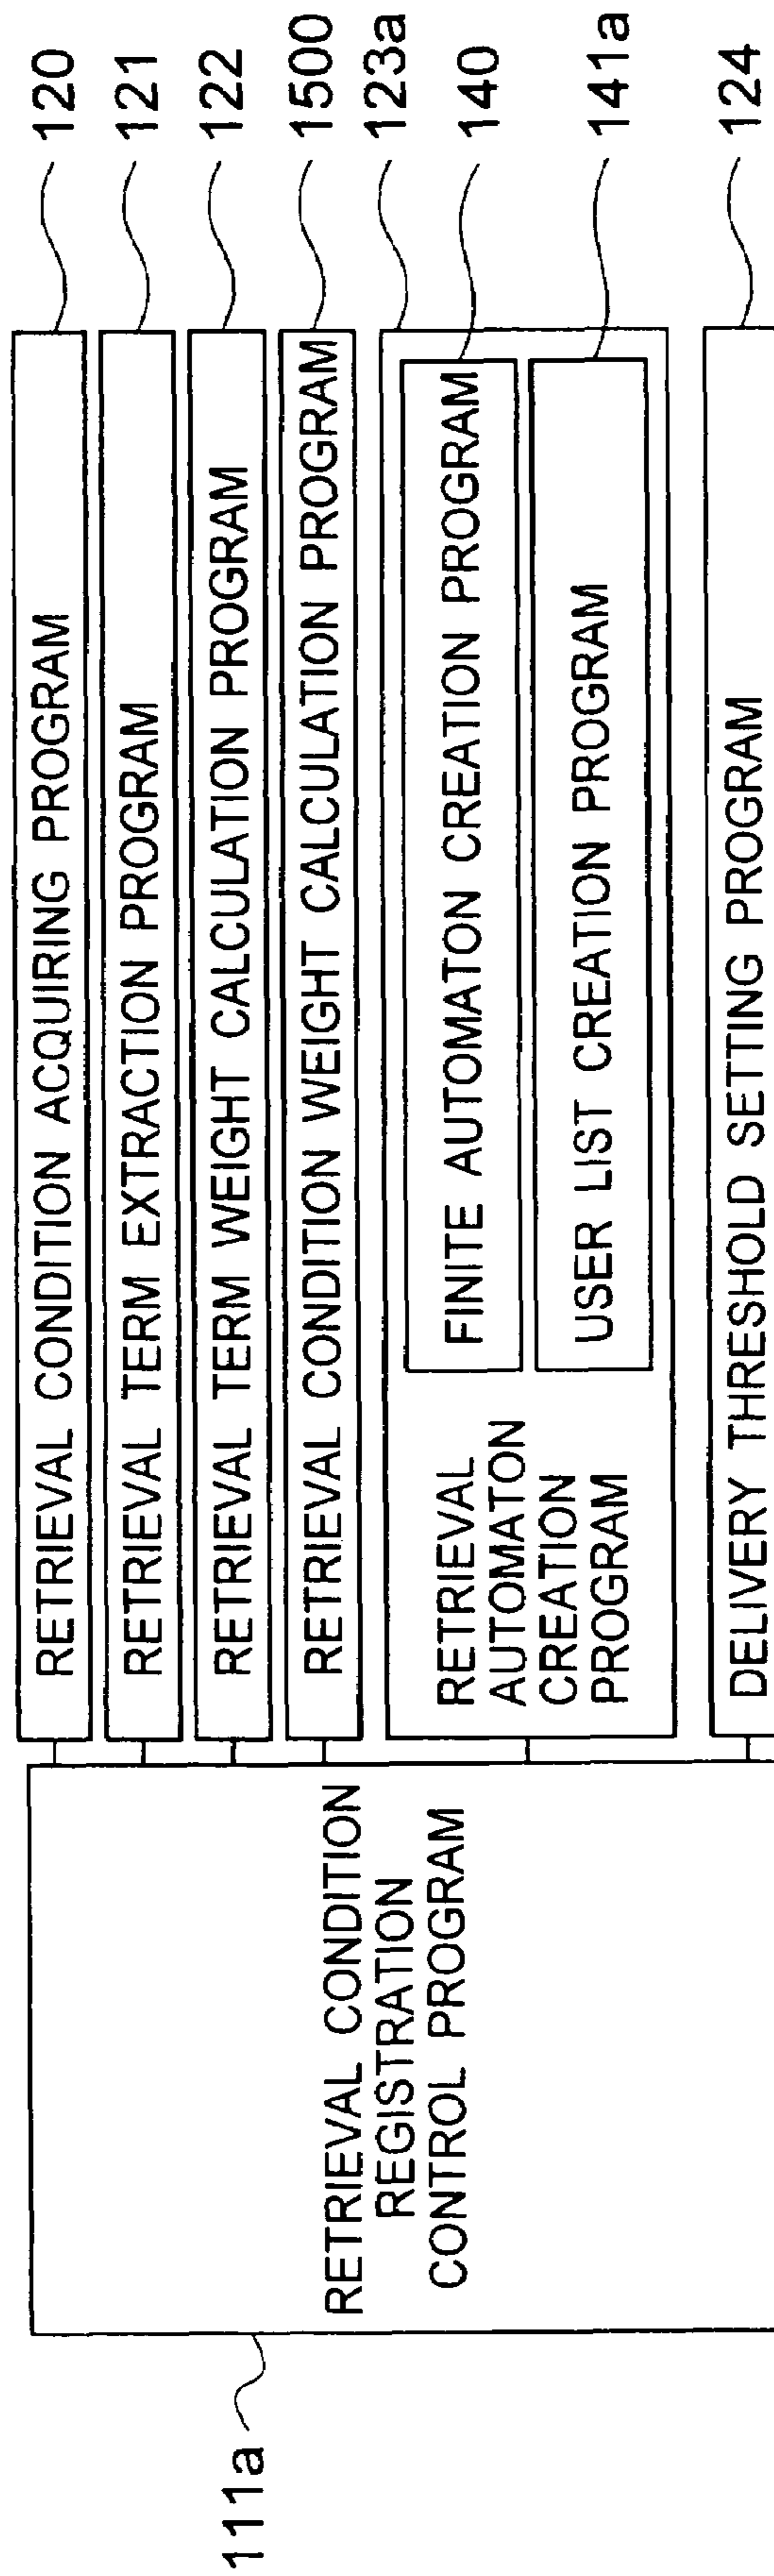 111a
RETRIEVAL CONDITION
REGISTRATION
CONTROL PROGRAM
RETRIEVAL CONDITION ACQUIRING PROGRAM
120
RETRIEVAL TERM EXTRACTION PROGRAM
121
RETRIEVAL TERM WEIGHT CALCULATION PROGRAM
122
RETRIEVAL CONDITION WEIGHT CALCULATION PROGRAM
1500
123a
RETRIEVAL
AUTOMATON
CREATION
PROGRAM
FINITE AUTOMATON CREATION PROGRAM
140
USER LIST CREATION PROGRAM
141a
DELIVERY THRESHOLD SETTING PROGRAM
124